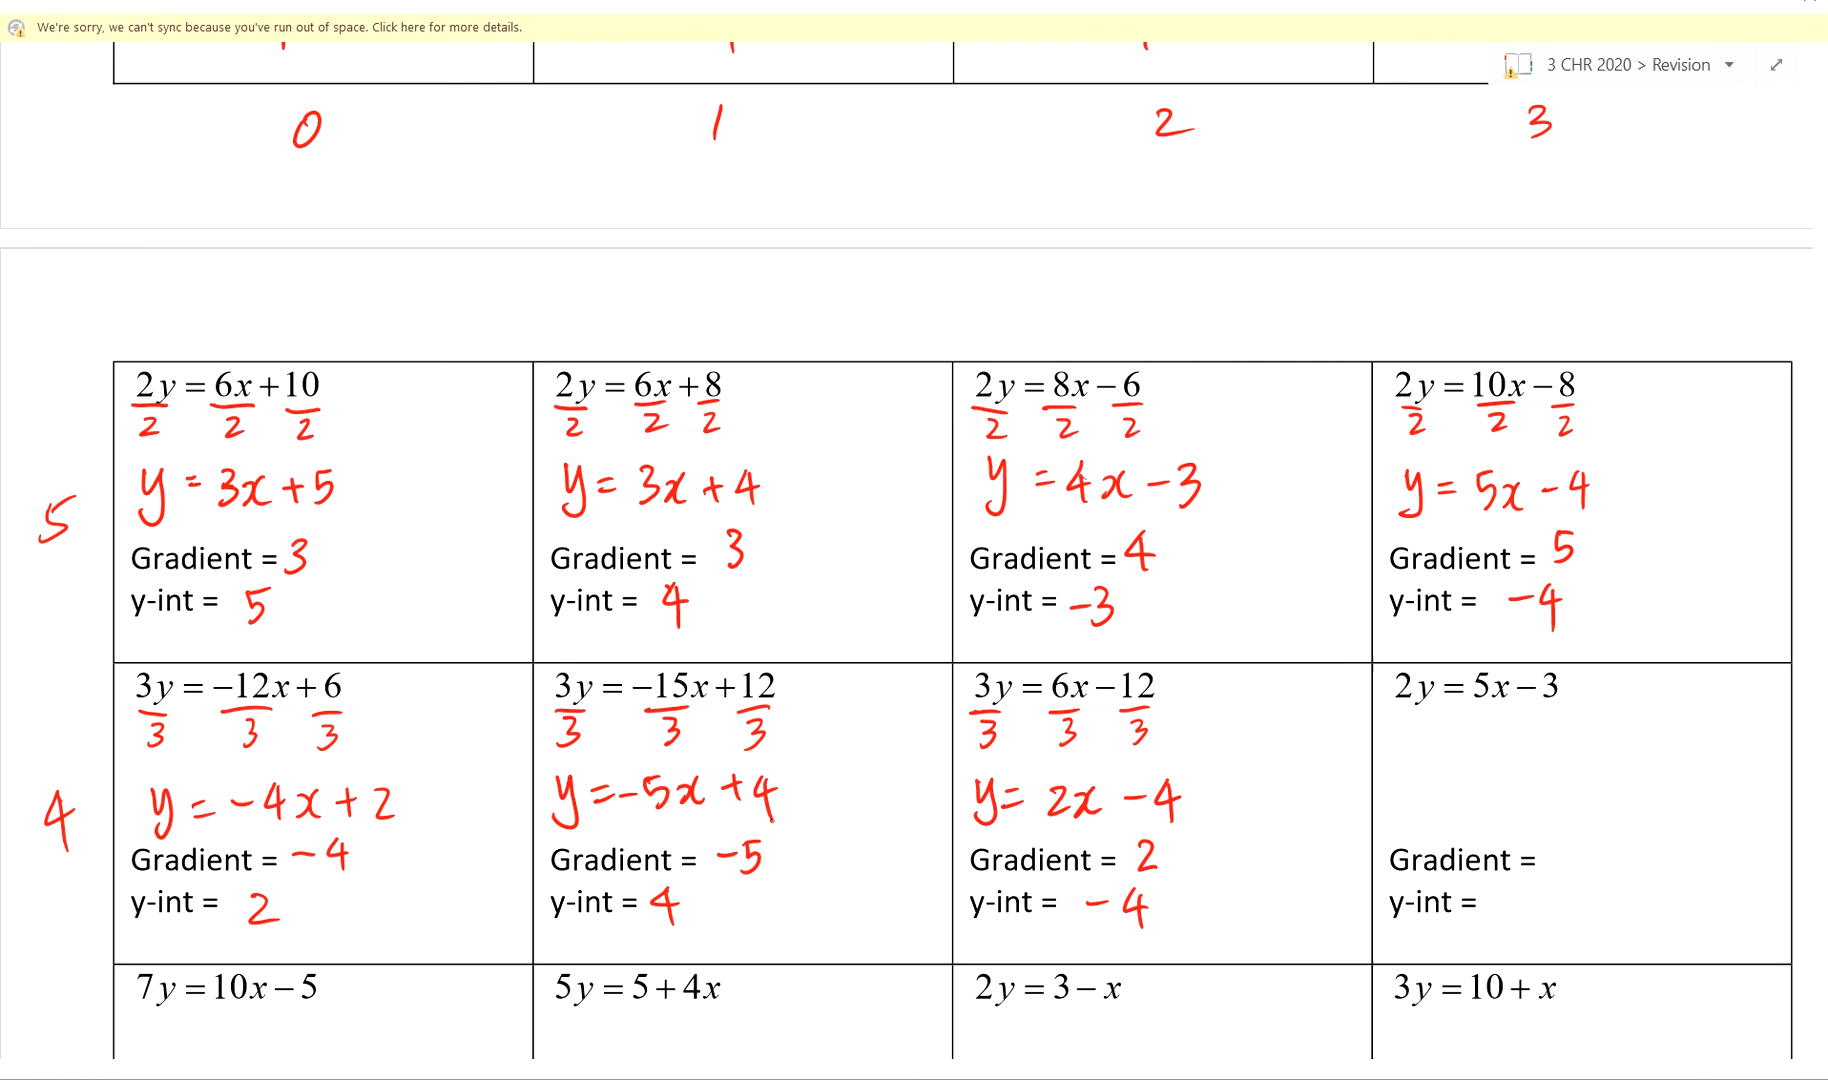 We're sorry, we can't sync because you've run out of space. Click here for more details.
3 CHR 2020 > Revision
0 1 2 3
2y = 6x + 10
2 2 2
y = 3x + 5
Gradient = 3
y-int = 5
2y = 6x + 8
2 2 2
y = 3x + 4
Gradient = 3
y-int = 4
2y = 8x − 6
2 2 2
y = 4x − 3
Gradient = 4
y-int = −3
2y = 10x − 8
2 2 2
y = 5x − 4
Gradient = 5
y-int = −4
5
3y = −12x + 6
3 3 3
y = −4x + 2
Gradient = −4
y-int = 2
3y = −15x + 12
3 3 3
y = −5x + 4
Gradient = −5
y-int = 4
3y = 6x − 12
3 3 3
y = 2x − 4
Gradient = 2
y-int = −4
2y = 5x − 3
Gradient =
y-int =
4
7y = 10x − 5
5y = 5 + 4x
2y = 3 − x
3y = 10 + x